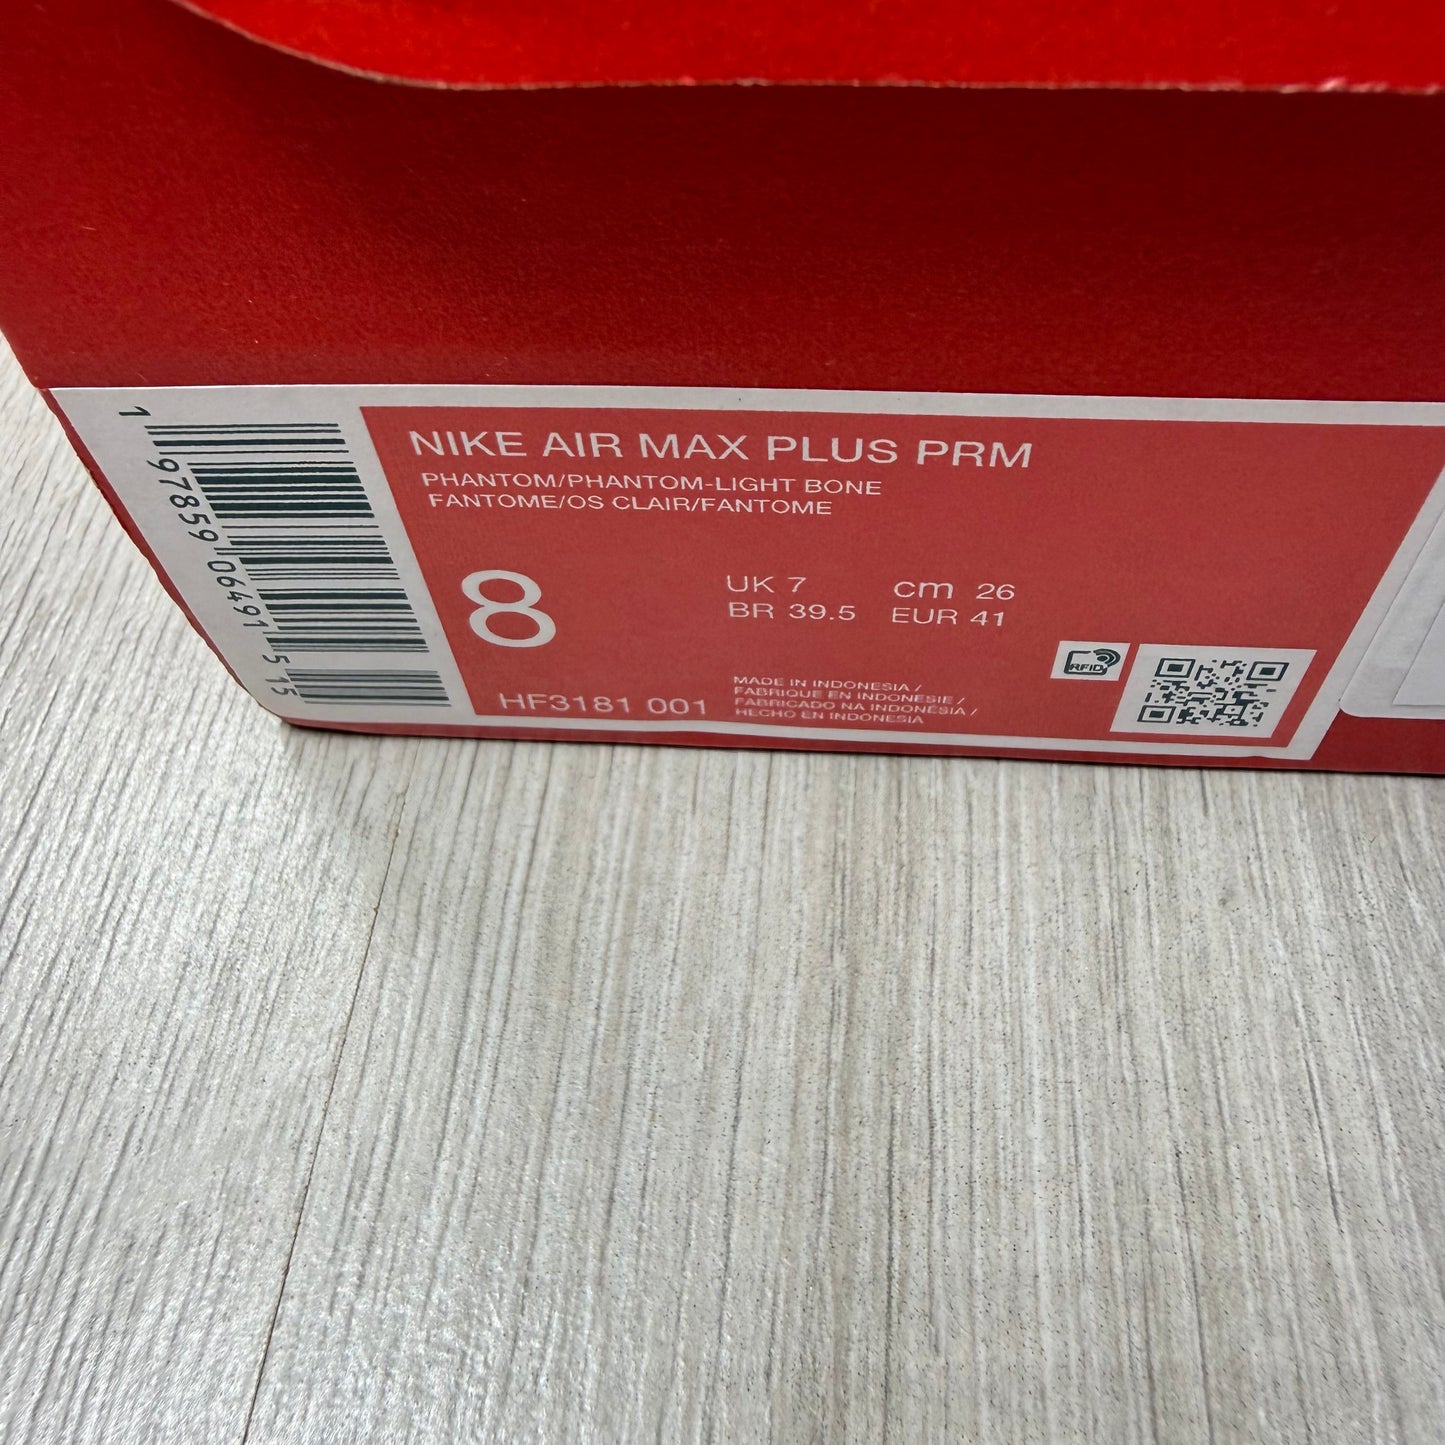 NIKE AIR MAX PLUS PRM
PHANTOM/PHANTOM-LIGHT BONE
FANTOME/OS CLAIR/FANTOME
8
UK 7
cm 26
BR 39.5
EUR 41
HF3181 001
MADE IN INDONESIA /
FABRIQUE EN INDONESIE /
FABRICADO NA INDONÉSIA /
HECHO EN INDONESIA
RFID
1 97859 06491 5 15